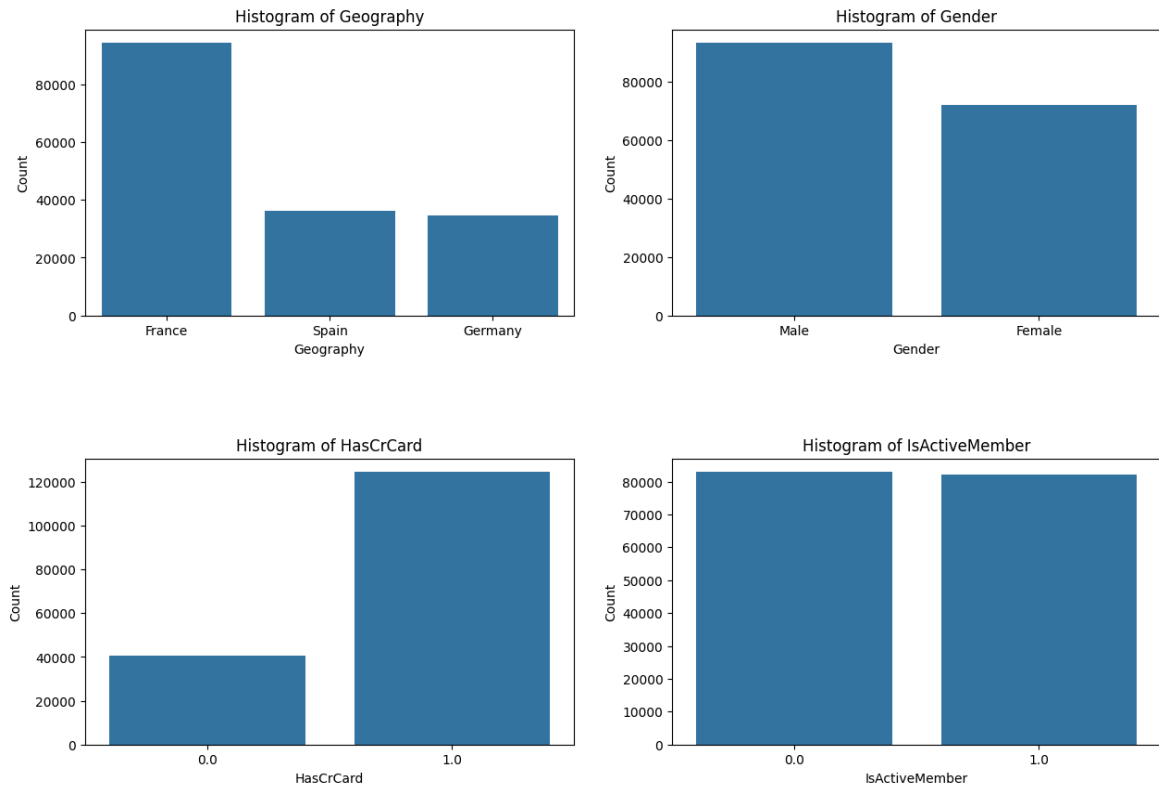 Histogram of Geography
Count
80000
60000
40000
20000
0
France Spain Germany
Geography
Histogram of Gender
Count
80000
60000
40000
20000
0
Male Female
Gender
Histogram of HasCrCard
Count
120000
100000
80000
60000
40000
20000
0
0.0 1.0
HasCrCard
Histogram of IsActiveMember
Count
80000
70000
60000
50000
40000
30000
20000
10000
0
0.0 1.0
IsActiveMember